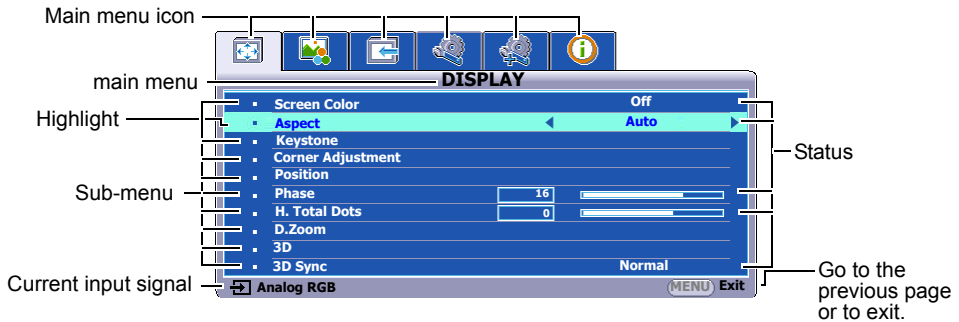 Main menu icon
main menu
DISPLAY
Screen Color Off
Highlight
Aspect Auto
Keystone
Corner Adjustment
Status
Position
Sub-menu
Phase 16
H. Total Dots 0
D.Zoom
3D
3D Sync Normal
Current input signal
Analog RGB
MENU Exit
Go to the
previous page
or to exit.